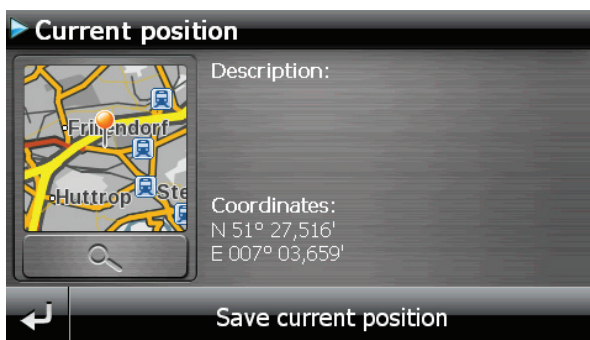 Current position
Description:
Huttrop
Coordinates:
N 51° 27,516'
E 007° 03,659'
Save current position